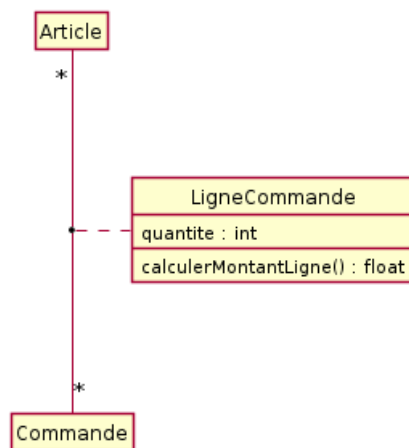 Article
*
LigneCommande
quantite : int
calculerMontantLigne() : float
*
Commande